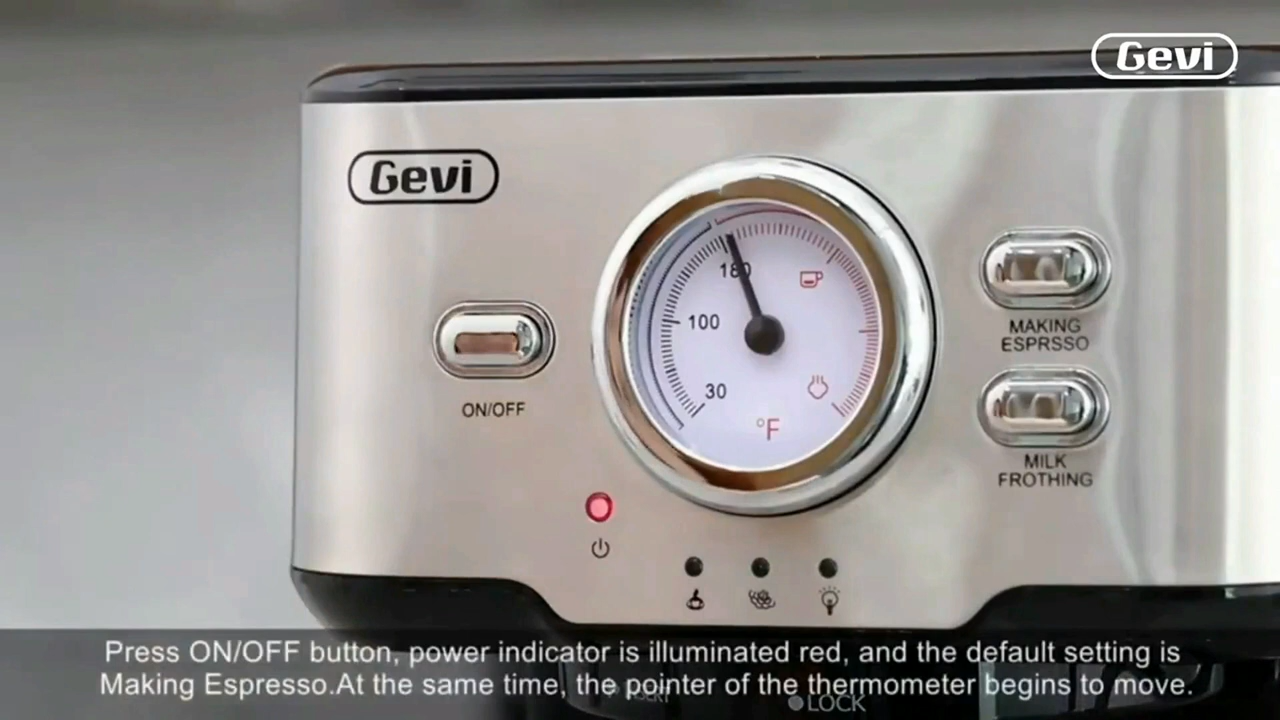 Gevi
Gevi
180
100
30
°F
ON/OFF
MAKING
ESPRSSO
MILK
FROTHING
Press ON/OFF button, power indicator is illuminated red, and the default setting is
Making Espresso.At the same time, the pointer of the thermometer begins to move.
LOCK